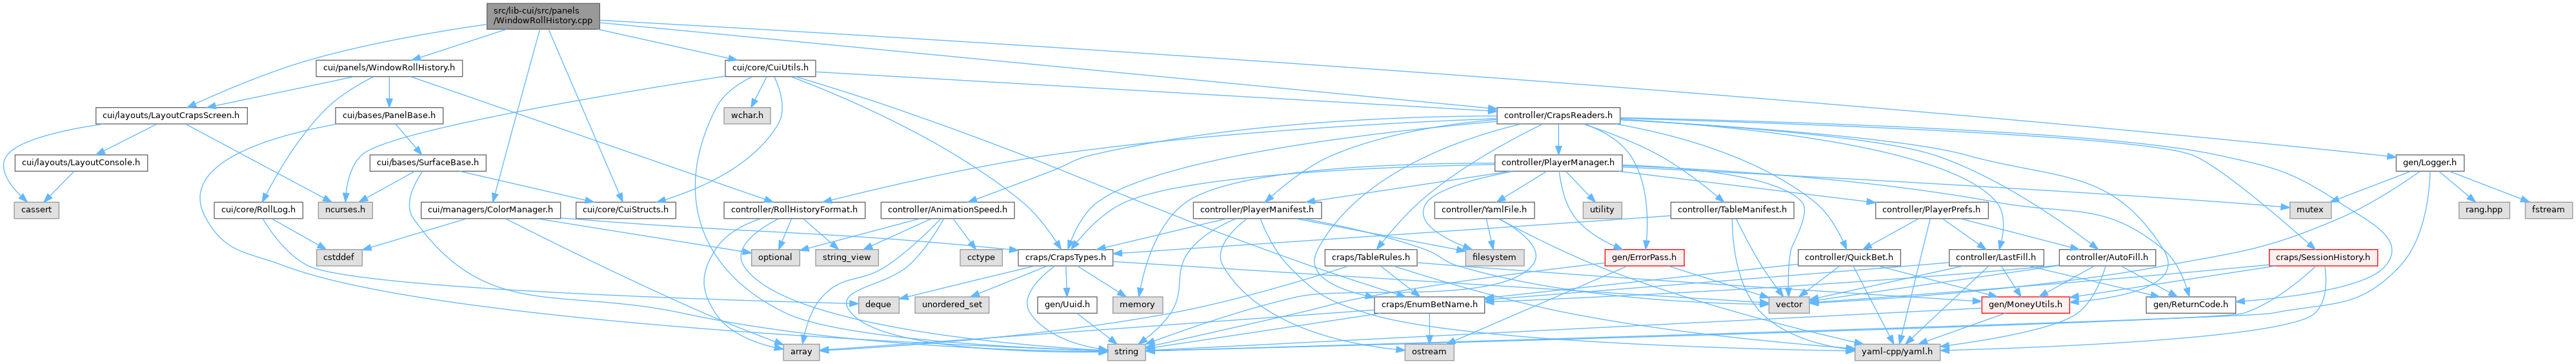 src/lib-cui/src/panels
/WindowRollHistory.cpp
cui/panels/WindowRollHistory.h
cui/core/CuiUtils.h
cui/layouts/LayoutCrapsScreen.h
cui/bases/PanelBase.h
wchar.h
controller/CrapsReaders.h
cui/layouts/LayoutConsole.h
cui/bases/SurfaceBase.h
controller/PlayerManager.h
gen/Logger.h
cassert
cui/core/RollLog.h
ncurses.h
cui/managers/ColorManager.h
cui/core/CuiStructs.h
controller/RollHistoryFormat.h
controller/AnimationSpeed.h
controller/PlayerManifest.h
controller/YamlFile.h
utility
controller/TableManifest.h
controller/PlayerPrefs.h
mutex
rang.hpp
fstream
cstddef
optional
string_view
cctype
craps/CrapsTypes.h
craps/TableRules.h
filesystem
gen/ErrorPass.h
controller/QuickBet.h
controller/LastFill.h
controller/AutoFill.h
craps/SessionHistory.h
deque
unordered_set
gen/Uuid.h
memory
craps/EnumBetName.h
vector
gen/MoneyUtils.h
gen/ReturnCode.h
array
string
ostream
yaml-cpp/yaml.h